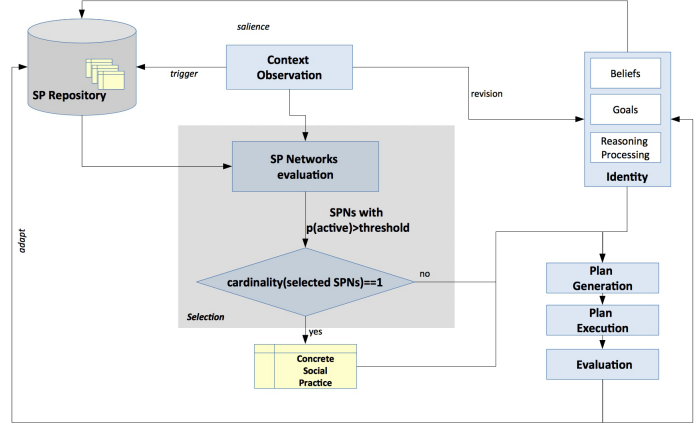 salience
Context
Observation
trigger
SP Repository
revision
Beliefs
Goals
Reasoning
Processing
Identity
SP Networks
evaluation
SPNs with
p(active)>threshold
adapt
cardinality(selected SPNs)==1
no
Selection
yes
Concrete
Social
Practice
Plan
Generation
Plan
Execution
Evaluation